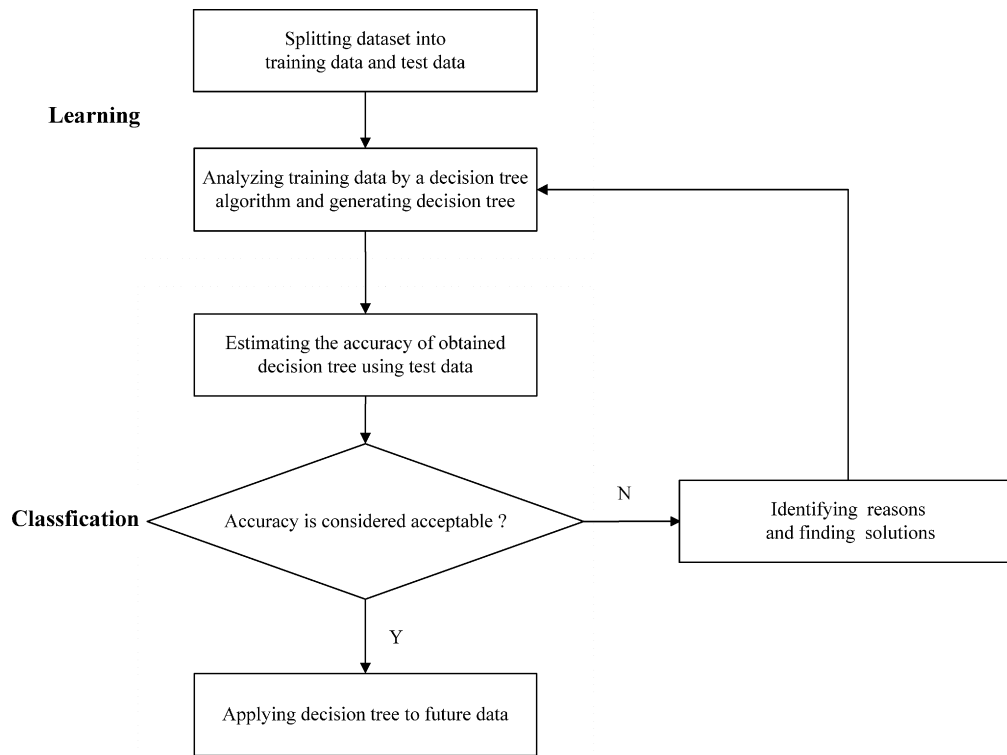 Splitting dataset into
training data and test data
Learning
Analyzing training data by a decision tree
algorithm and generating decision tree
Estimating the accuracy of obtained
decision tree using test data
Classfication
Accuracy is considered acceptable ?
N
Identifying reasons
and finding solutions
Y
Applying decision tree to future data